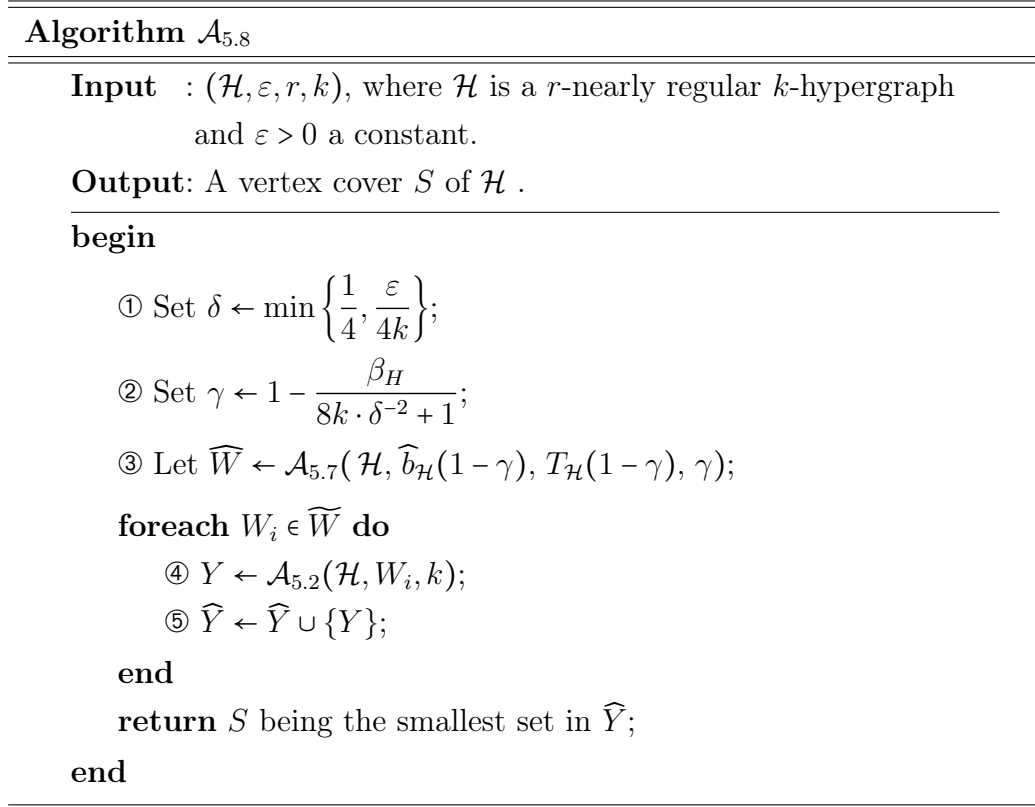 Algorithm 𝒜₅.₈
Input : (ℋ, ε, r, k), where ℋ is a r-nearly regular k-hypergraph
and ε > 0 a constant.
Output: A vertex cover S of ℋ .
begin
① Set δ ← min{1/4, ε/4k};
② Set γ ← 1 − β_H/(8k · δ⁻² + 1);
③ Let Ŵ ← 𝒜₅.₇( ℋ, b̂_ℋ(1 − γ), T_ℋ(1 − γ), γ);
foreach W_i ∈ W̃ do
④ Y ← 𝒜₅.₂(ℋ, W_i, k);
⑤ Ŷ ← Ŷ ∪ {Y};
end
return S being the smallest set in Ŷ;
end